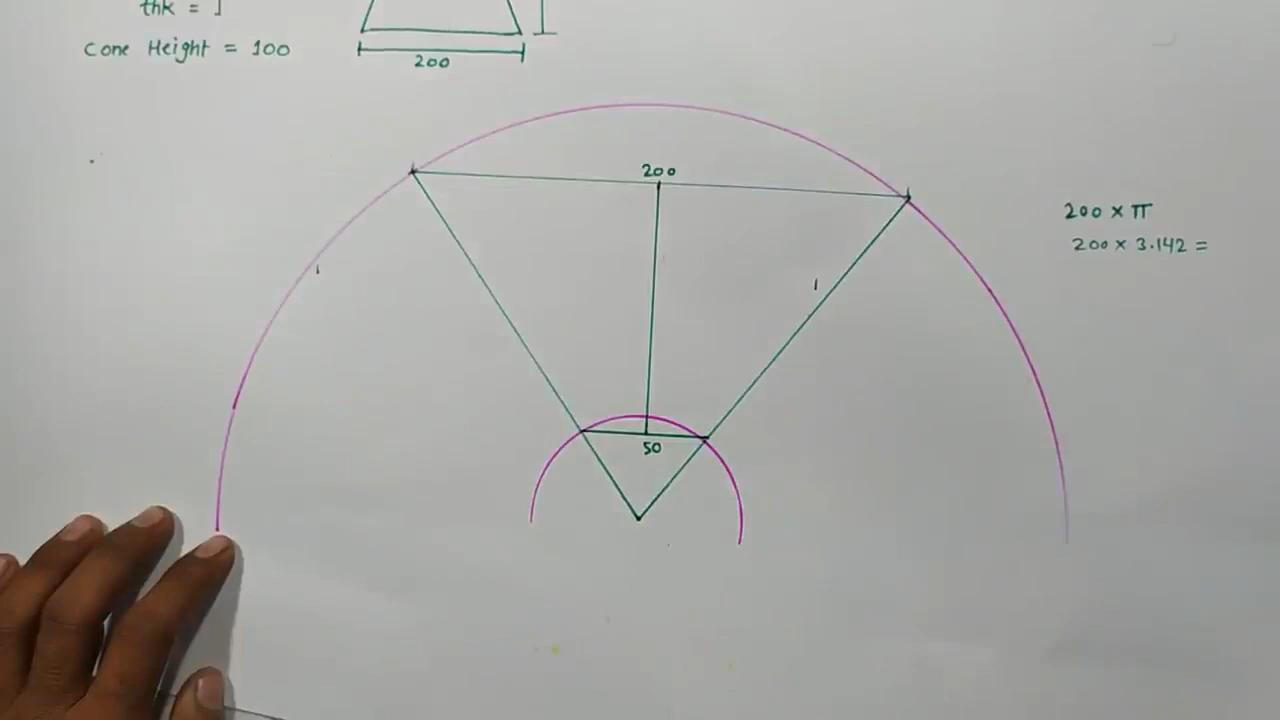 thk = 1
Cone Height = 100
200
200
200 × π
200 × 3.142 =
50